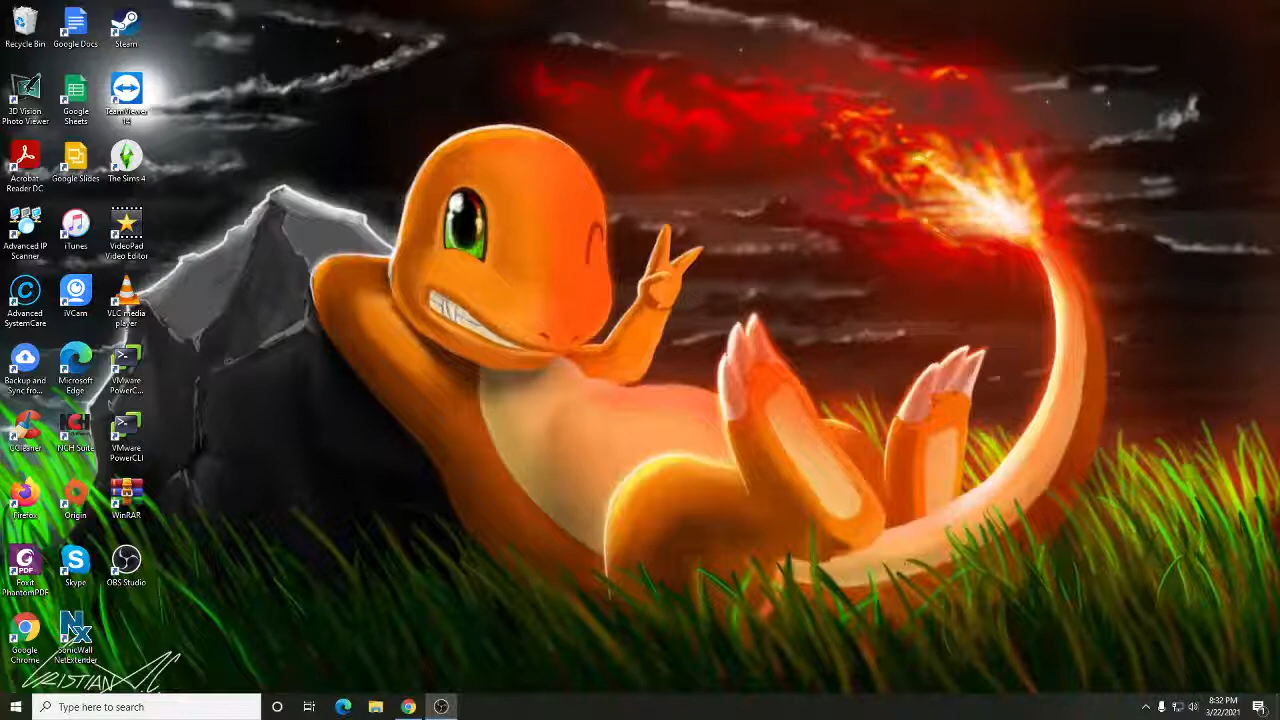 Recycle Bin
Google Docs
Steam
3D Vision
Photo Viewer
Google
Sheets
TeamViewer
14
Acrobat
Reader DC
Google Slides
The Sims 4
Advanced IP
Scanner
iTunes
VideoPad
Video Editor
Advanced
SystemCare
iVCam
VLC media
player
Backup and
Sync fro...
Microsoft
Edge
VMware
PowerC...
CCleaner
NCH Suite
VMware
PowerCLI
Firefox
Origin
WinRAR
PDF
Foxit
PhantomPDF
Skype
OBS Studio
Google
Chrome
SonicWall
NetExtender
Type here to search
8:32 PM
3/22/2021